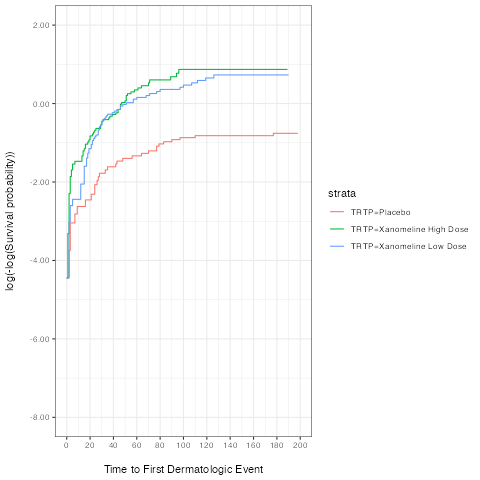 2.00
0.00
-2.00
-4.00
-6.00
-8.00
log(-log(Survival probability))
0 20 40 60 80 100 120 140 160 180 200
Time to First Dermatologic Event
strata
TRTP=Placebo
TRTP=Xanomeline High Dose
TRTP=Xanomeline Low Dose